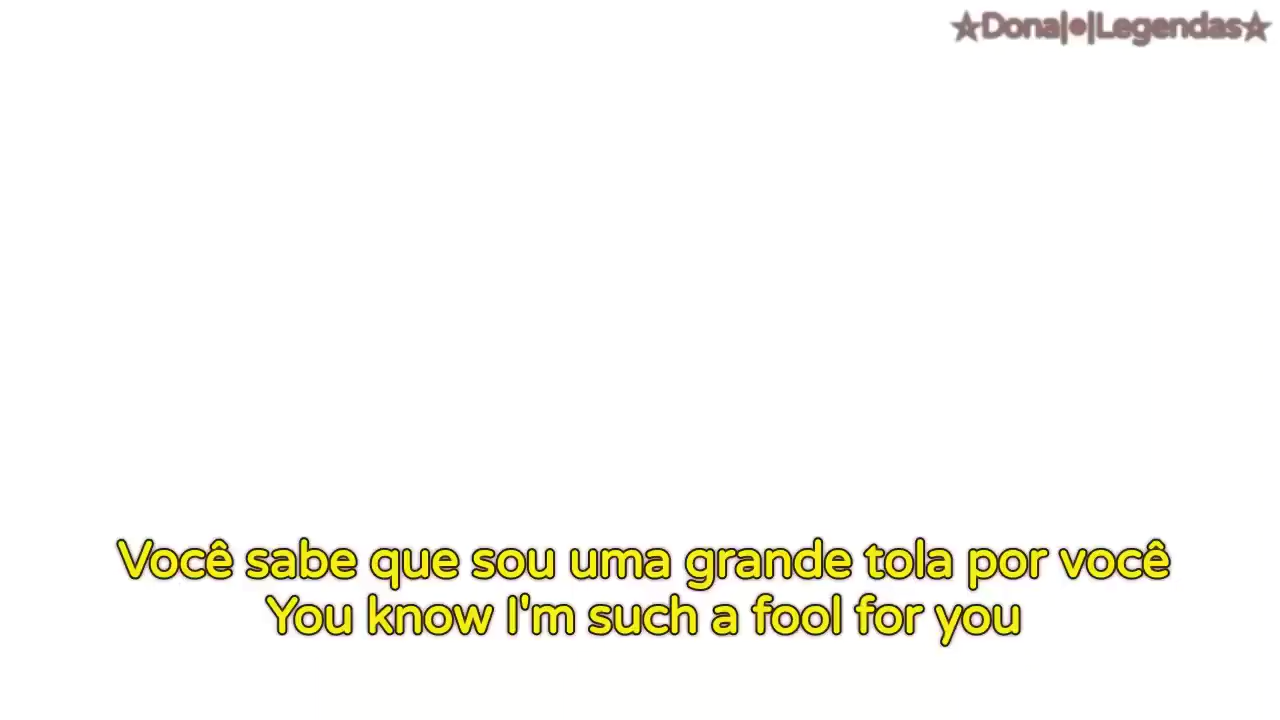 ☆Dona|•|Legendas☆
Você sabe que sou uma grande tola por você
You know I'm such a fool for you